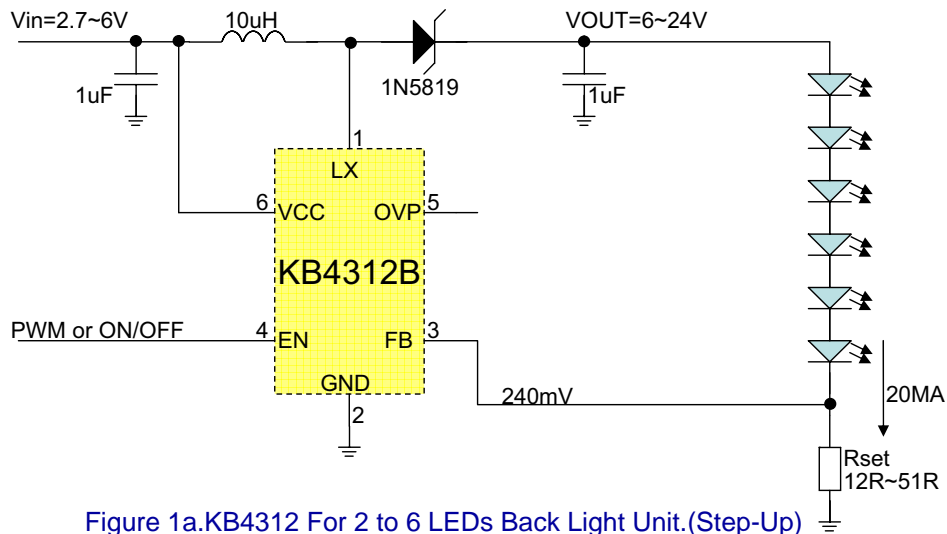 Vin=2.7~6V
10uH
VOUT=6~24V
1uF
1N5819
1uF
1
LX
6
VCC
OVP
5
KB4312B
PWM or ON/OFF
4
EN
FB
3
GND
2
240mV
20MA
Rset
12R~51R
Figure 1a.KB4312 For 2 to 6 LEDs Back Light Unit.(Step-Up)